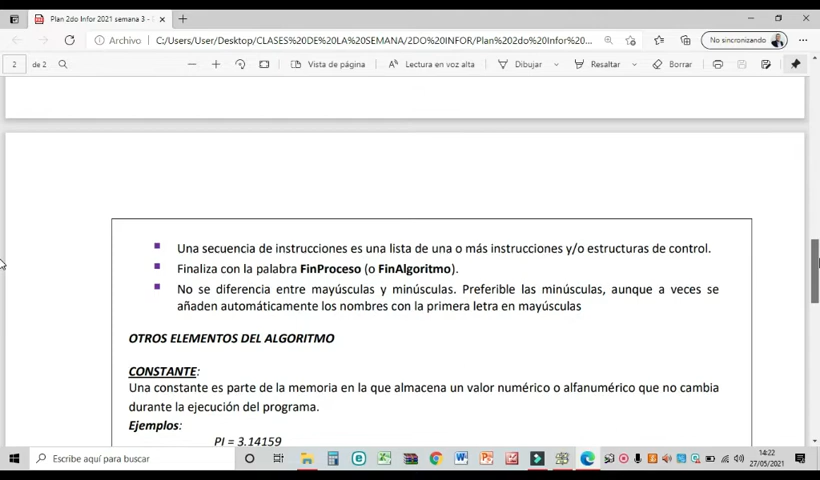 Plan 2do Infor 2021 semana 3 -
Archivo
C:/Users/User/Desktop/CLASES%20DE%20LA%20SEMANA/2DO%20INFOR/Plan%202do%20Infor%20...
No sincronizando
2
de 2
Vista de página
Lectura en voz alta
Dibujar
Resaltar
Borrar
Una secuencia de instrucciones es una lista de una o más instrucciones y/o estructuras de control.
Finaliza con la palabra FinProceso (o FinAlgoritmo).
No se diferencia entre mayúsculas y minúsculas. Preferible las minúsculas, aunque a veces se
añaden automáticamente los nombres con la primera letra en mayúsculas
OTROS ELEMENTOS DEL ALGORITMO
CONSTANTE:
Una constante es parte de la memoria en la que almacena un valor numérico o alfanumérico que no cambia
durante la ejecución del programa.
Ejemplos:
PI = 3.14159
Escribe aquí para buscar
14:22
27/05/2021